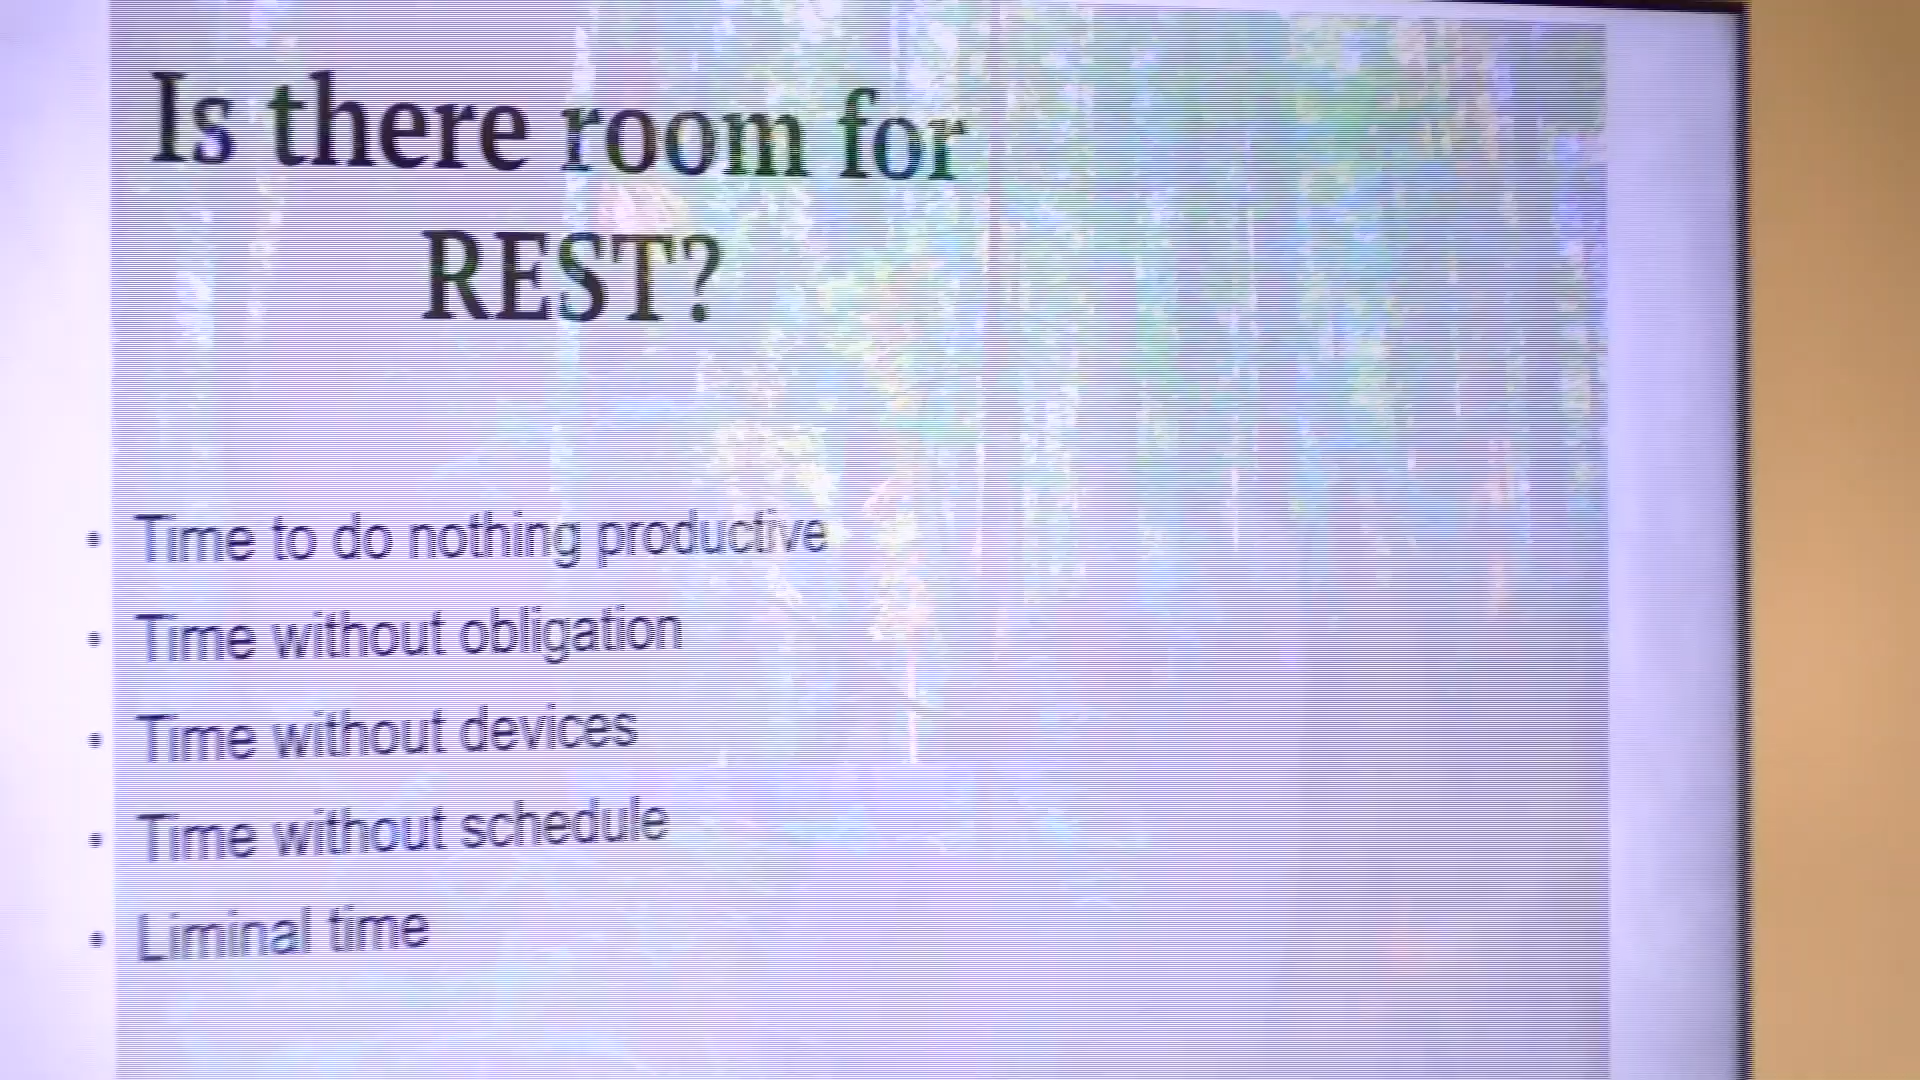 Is there room for
REST?
• Time to do nothing productive
• Time without obligation
• Time without devices
• Time without schedule
• Liminal time